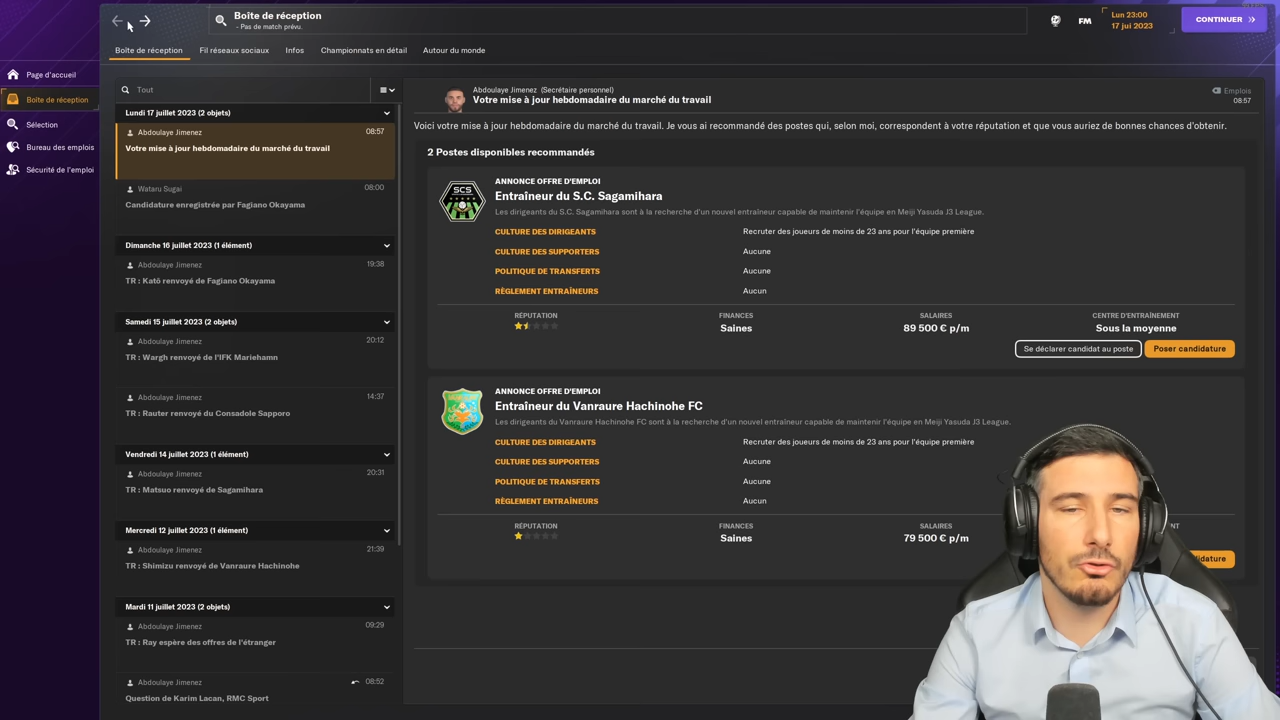 Boîte de réception
- Pas de match prévu.
FM
Lun 23:00
17 jui 2023
CONTINUER
Boîte de réception
Fil réseaux sociaux
Infos
Championnats en détail
Autour du monde
Page d'accueil
Boîte de réception
Sélection
Bureau des emplois
Sécurité de l'emploi
Tout
Lundi 17 juillet 2023 (2 objets)
Abdoulaye Jimenez 08:57
Votre mise à jour hebdomadaire du marché du travail
Wataru Sugai 08:00
Candidature enregistrée par Fagiano Okayama
Dimanche 16 juillet 2023 (1 élément)
Abdoulaye Jimenez 19:38
TR : Katō renvoyé de Fagiano Okayama
Samedi 15 juillet 2023 (2 objets)
Abdoulaye Jimenez 20:12
TR : Wargh renvoyé de l'IFK Mariehamn
Abdoulaye Jimenez 14:37
TR : Rauter renvoyé du Consadole Sapporo
Vendredi 14 juillet 2023 (1 élément)
Abdoulaye Jimenez 20:31
TR : Matsuo renvoyé de Sagamihara
Mercredi 12 juillet 2023 (1 élément)
Abdoulaye Jimenez 21:39
TR : Shimizu renvoyé de Vanraure Hachinohe
Mardi 11 juillet 2023 (2 objets)
Abdoulaye Jimenez 09:29
TR : Ray espère des offres de l'étranger
Abdoulaye Jimenez 08:52
Question de Karim Lacan, RMC Sport
Abdoulaye Jimenez (Secrétaire personnel)
Votre mise à jour hebdomadaire du marché du travail
Emplois
08:57
Voici votre mise à jour hebdomadaire du marché du travail. Je vous ai recommandé des postes qui, selon moi, correspondent à votre réputation et que vous auriez de bonnes chances d'obtenir.
2 Postes disponibles recommandés
SCS
ANNONCE OFFRE D'EMPLOI
Entraîneur du S.C. Sagamihara
Les dirigeants du S.C. Sagamihara sont à la recherche d'un nouvel entraîneur capable de maintenir l'équipe en Meiji Yasuda J3 League.
CULTURE DES DIRIGEANTS Recruter des joueurs de moins de 23 ans pour l'équipe première
CULTURE DES SUPPORTERS Aucune
POLITIQUE DE TRANSFERTS Aucune
RÈGLEMENT ENTRAÎNEURS Aucun
RÉPUTATION FINANCES SALAIRES CENTRE D'ENTRAÎNEMENT
Saines 89 500 € p/m Sous la moyenne
Se déclarer candidat au poste Poser candidature
ANNONCE OFFRE D'EMPLOI
Entraîneur du Vanraure Hachinohe FC
Les dirigeants du Vanraure Hachinohe FC sont à la recherche d'un nouvel entraîneur capable de maintenir l'équipe en Meiji Yasuda J3 League.
CULTURE DES DIRIGEANTS Recruter des joueurs de moins de 23 ans pour l'équipe première
CULTURE DES SUPPORTERS Aucune
POLITIQUE DE TRANSFERTS Aucune
RÈGLEMENT ENTRAÎNEURS Aucun
RÉPUTATION FINANCES SALAIRES
Saines 79 500 € p/m